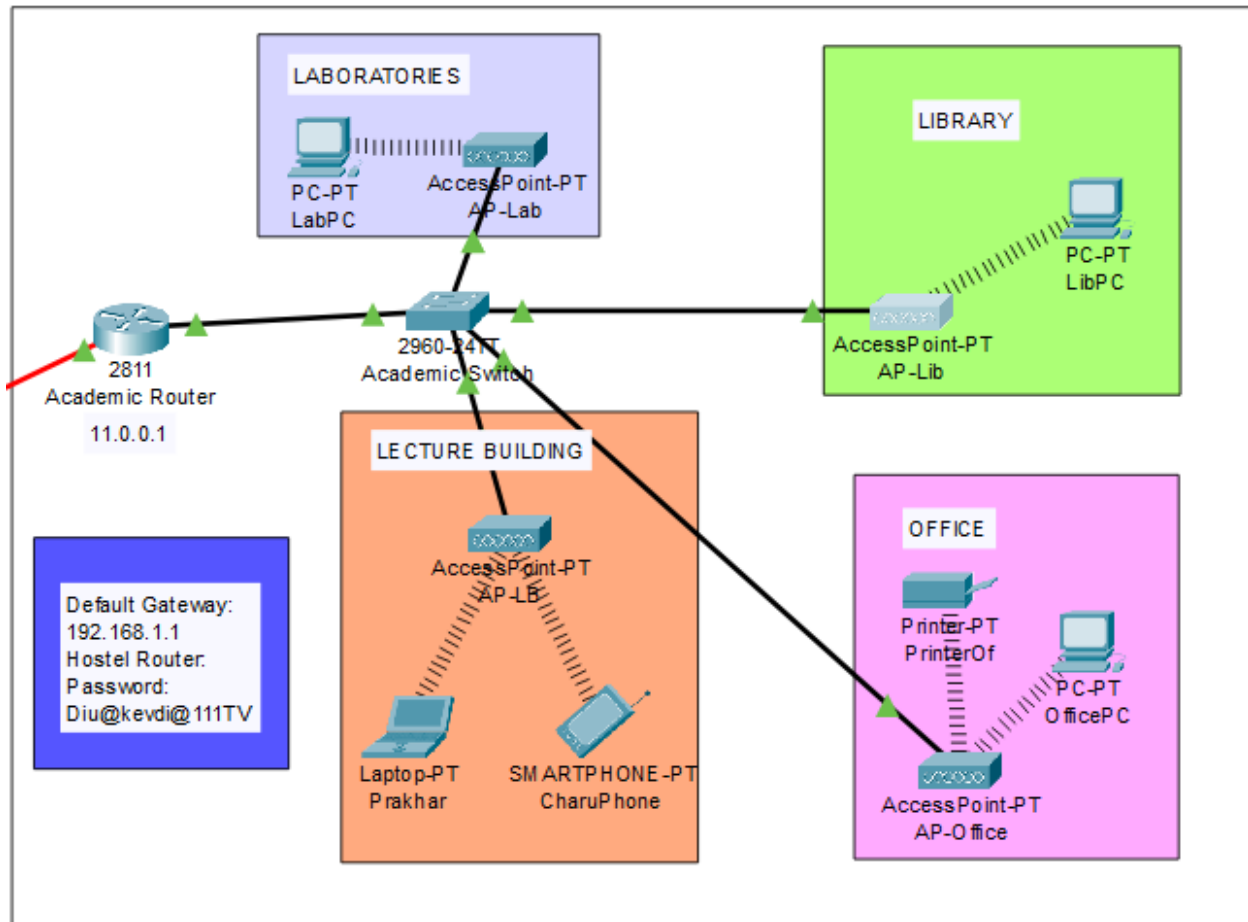 LABORATORIES
PC-PT
LabPC
AccessPoint-PT
AP-Lab
LIBRARY
PC-PT
LibPC
AccessPoint-PT
AP-Lib
2811
Academic Router
11.0.0.1
2960-24TT
Academic Switch
LECTURE BUILDING
AccessPoint-PT
AP-LB
Laptop-PT
Prakhar
SMARTPHONE-PT
CharuPhone
OFFICE
Printer-PT
PrinterOf
PC-PT
OfficePC
AccessPoint-PT
AP-Office
Default Gateway:
192.168.1.1
Hostel Router:
Password:
Diu@kevdi@111TV